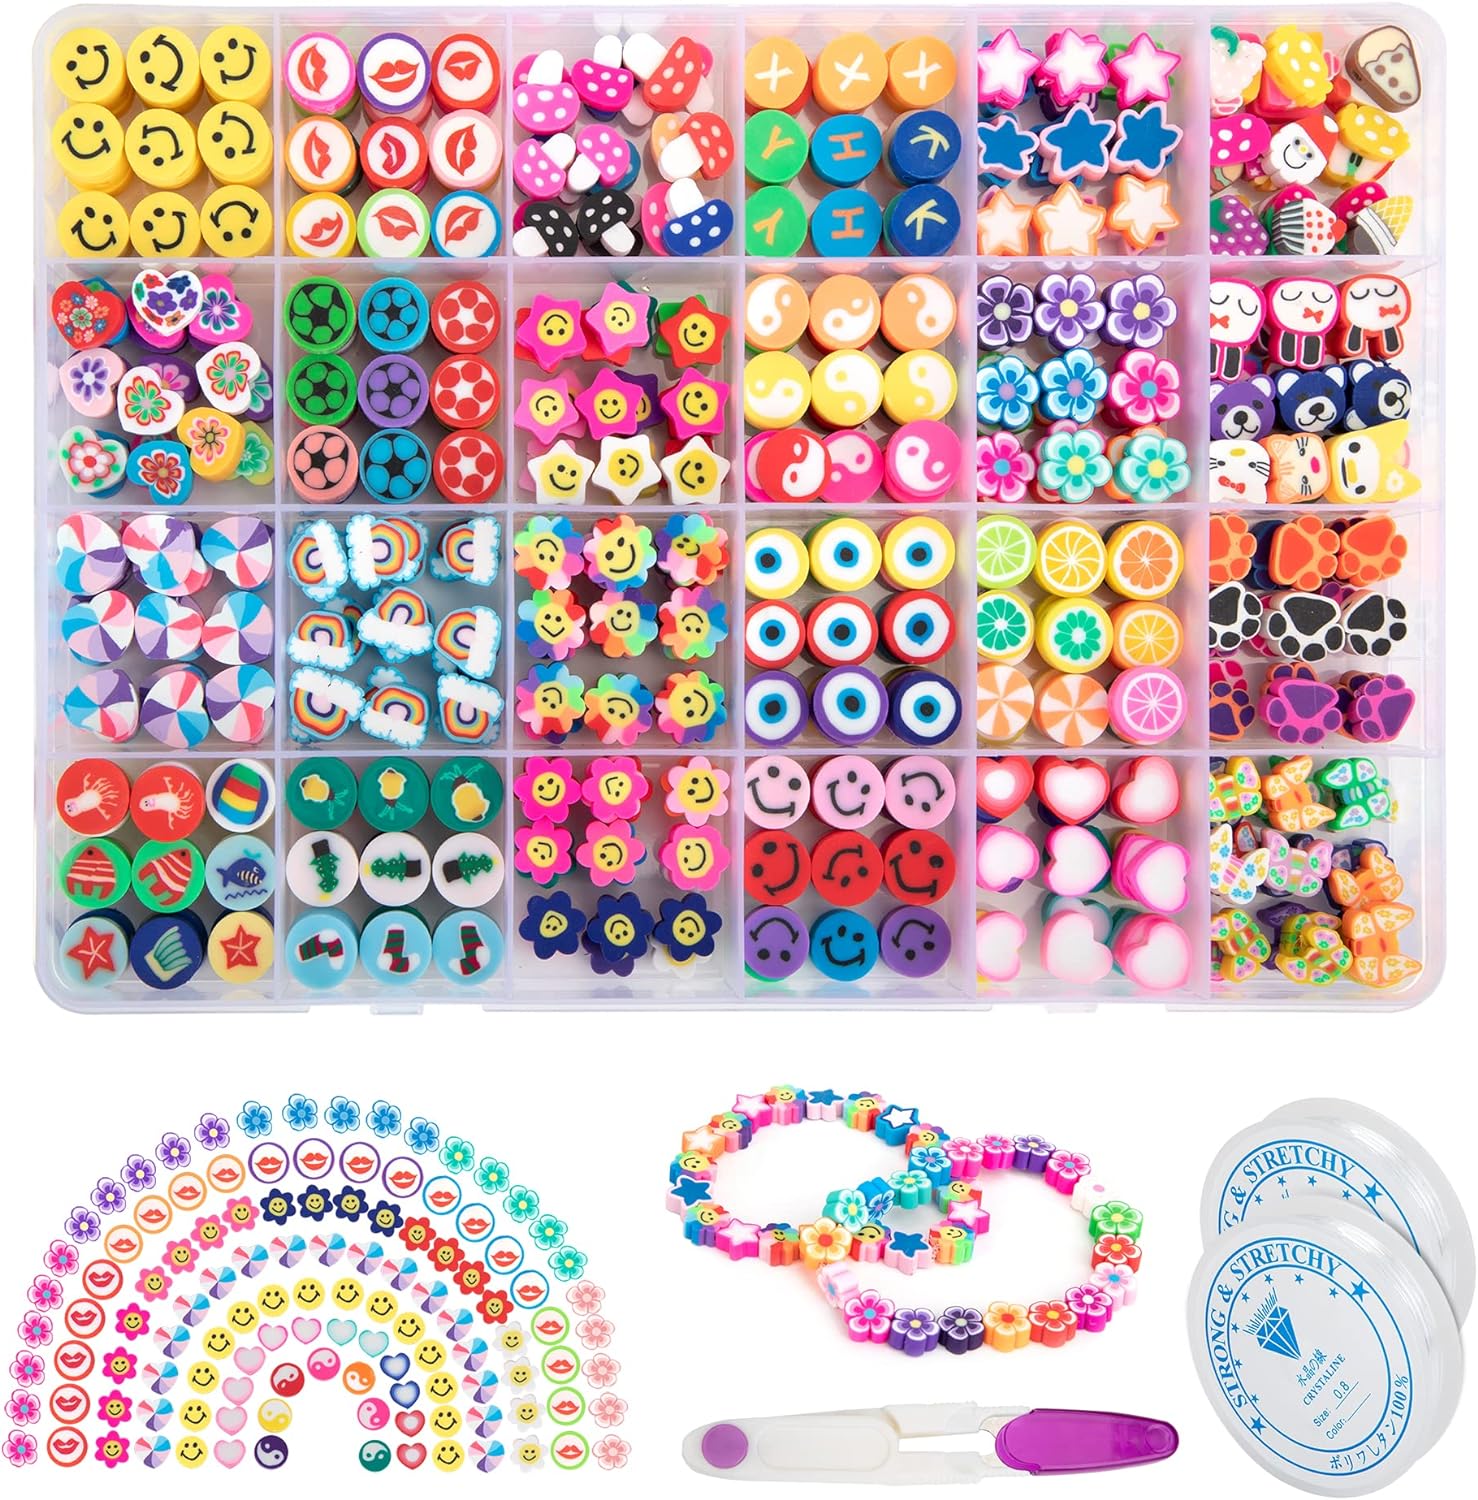 X X X
Y H K
Y H K
STRONG & STRETCHY
G & STRETCHY
水晶の線
CRYSTALINE
Size: 0.8
Color:
ポリウレタン100%